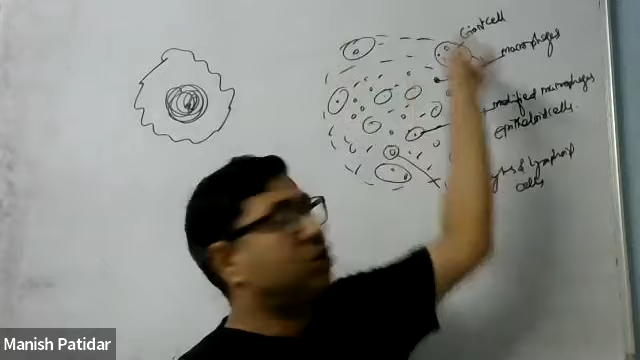 Giant cell
macrophages
modified macrophages
Epitheloid cells.
& lymphoid
cells
Manish Patidar